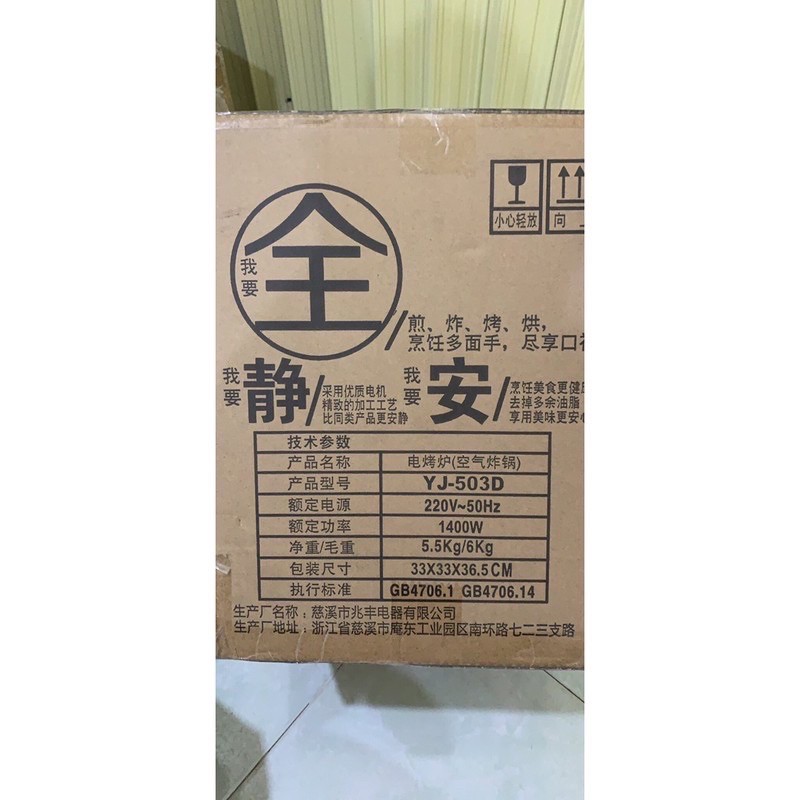 小心轻放
向
我要
全
煎、炸、烤、烘,
烹饪多面手,尽享口
我要
静
采用优质电机
精致的加工工艺
比同类产品更安静
我要
安
烹饪美食更健
去掉多余油脂
享用美味更安
技术参数
产品名称 电烤炉(空气炸锅)
产品型号 YJ-503D
额定电源 220V~50Hz
额定功率 1400W
净重/毛重 5.5Kg/6Kg
包装尺寸 33X33X36.5CM
执行标准 GB4706.1 GB4706.14
生产厂名称:慈溪市兆丰电器有限公司
生产厂地址:浙江省慈溪市庵东工业园区南环路七二三支路